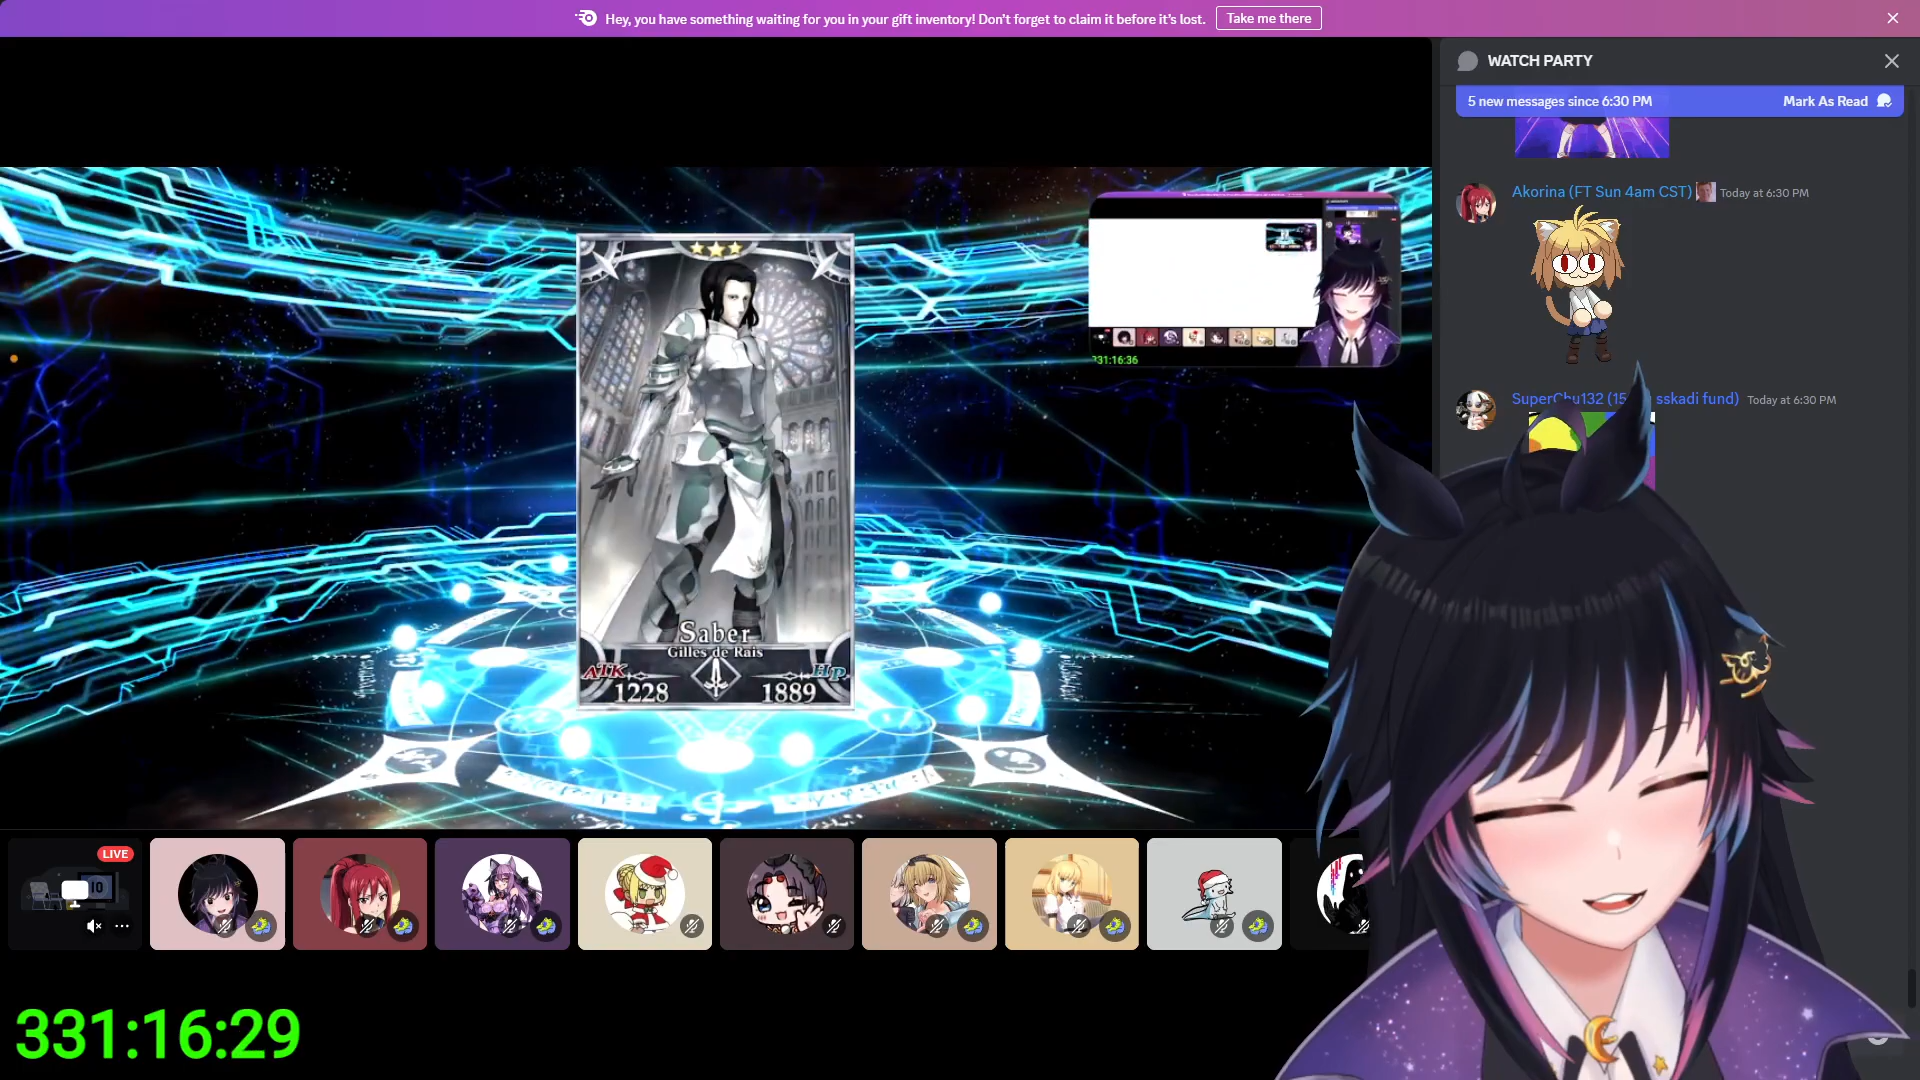 Hey, you have something waiting for you in your gift inventory! Don't forget to claim it before it's lost.
Take me there
WATCH PARTY
5 new messages since 6:30 PM
Mark As Read
Akorina (FT Sun 4am CST)
Today at 6:30 PM
SuperChu132 (15
sskadi fund)
Today at 6:30 PM
331:16:36
Saber
Gilles de Rais
ATK
HP
1228
1889
LIVE
331:16:29